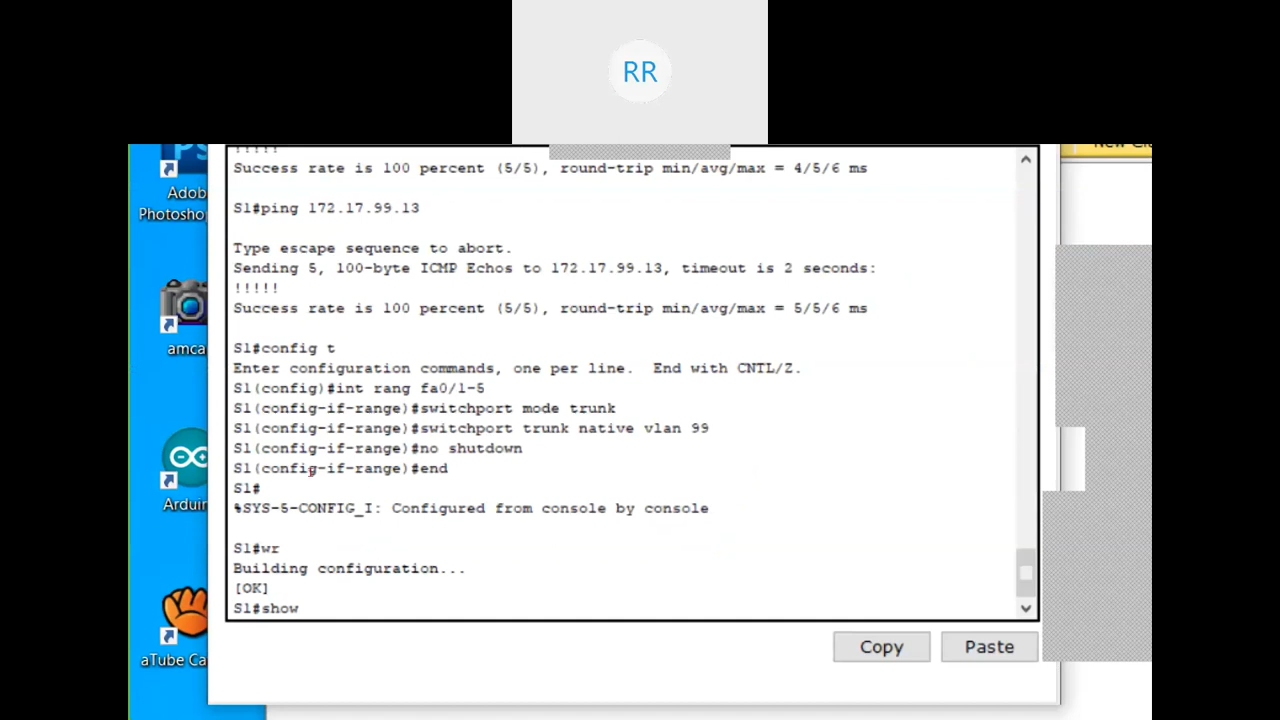 RR
!!!!!
Success rate is 100 percent (5/5), round-trip min/avg/max = 4/5/6 ms
S1#ping 172.17.99.13
Type escape sequence to abort.
Sending 5, 100-byte ICMP Echos to 172.17.99.13, timeout is 2 seconds:
!!!!!
Success rate is 100 percent (5/5), round-trip min/avg/max = 5/5/6 ms
S1#config t
Enter configuration commands, one per line.  End with CNTL/Z.
S1(config)#int rang fa0/1-5
S1(config-if-range)#switchport mode trunk
S1(config-if-range)#switchport trunk native vlan 99
S1(config-if-range)#no shutdown
S1(config-if-range)#end
S1#
%SYS-5-CONFIG_I: Configured from console by console
S1#wr
Building configuration...
[OK]
S1#show
Copy
Paste
Ps
Adob
Photoshop
amca
Arduin
aTube Ca